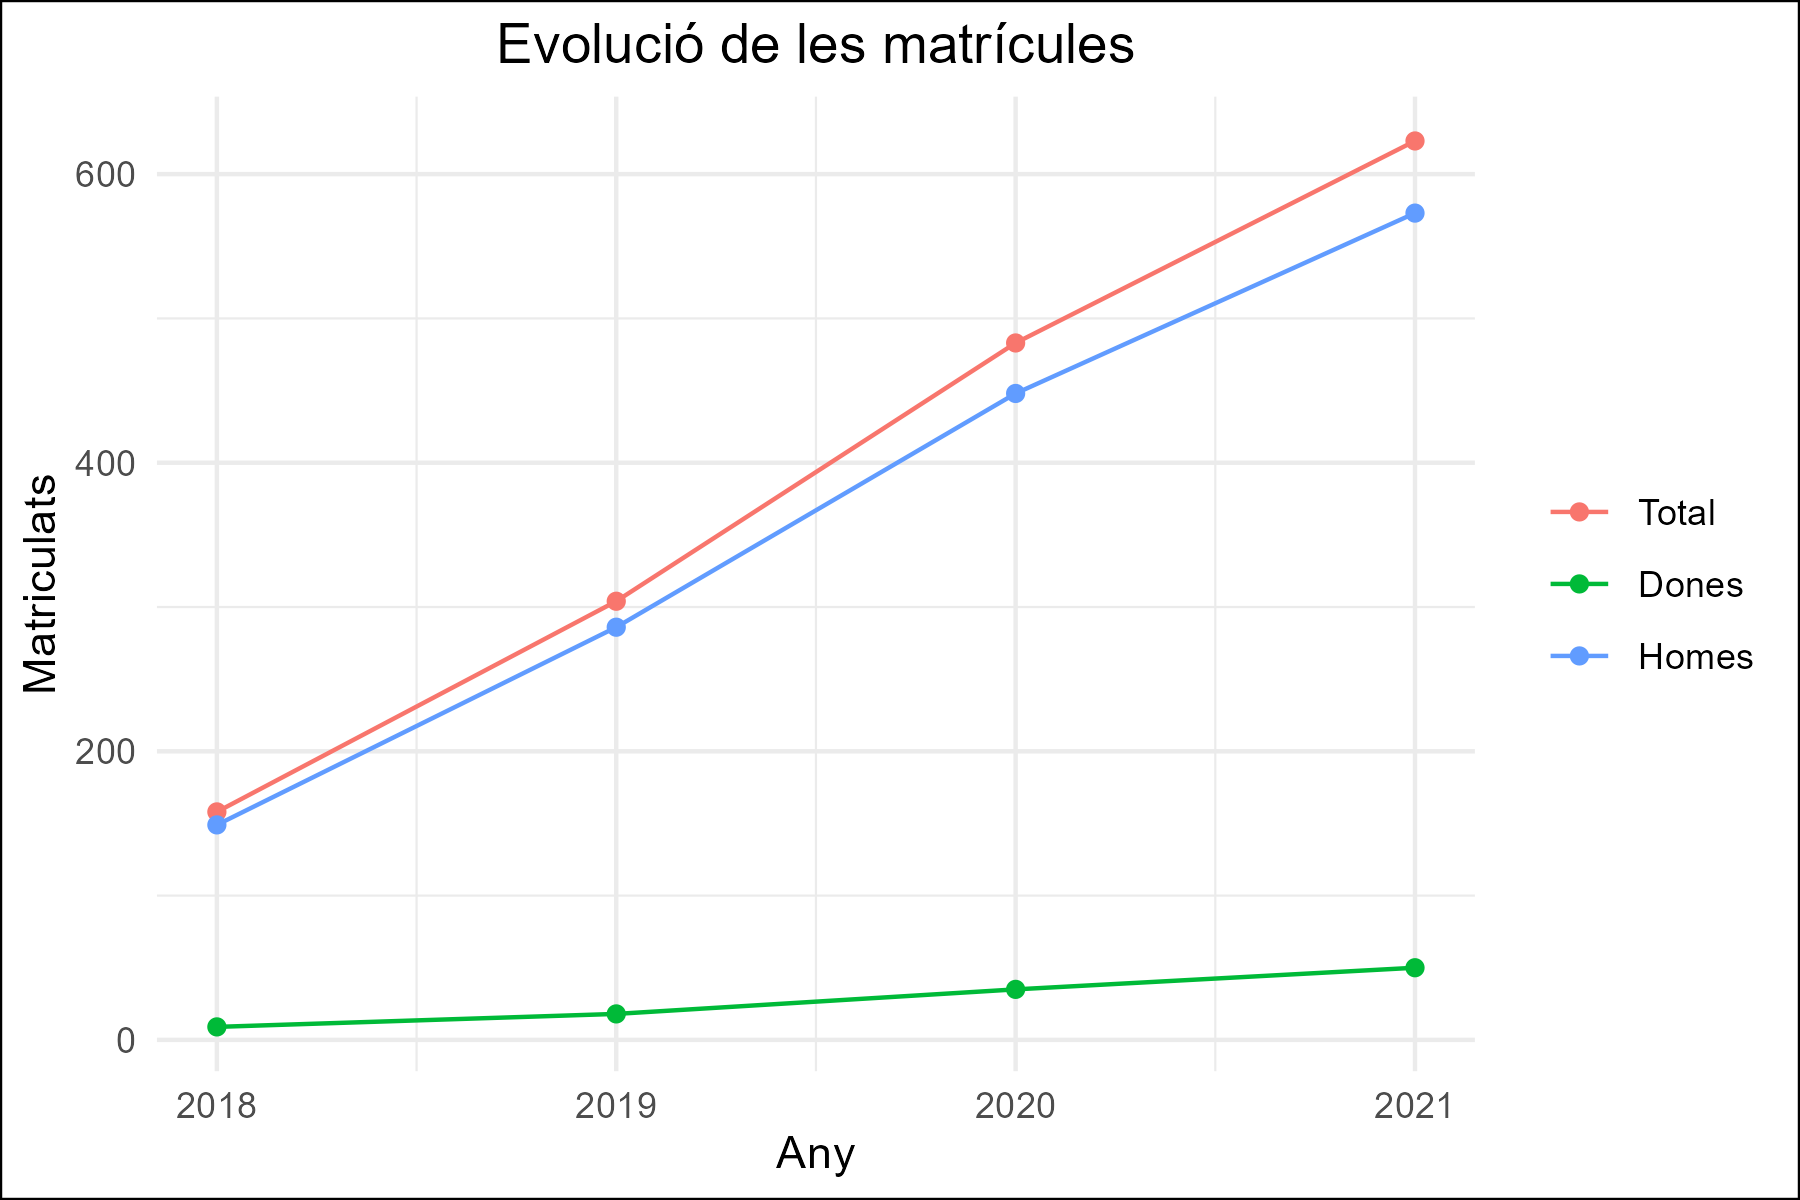 Evolució de les matrícules
600
400
200
0
Matriculats
2018 2019 2020 2021
Any
Total
Dones
Homes